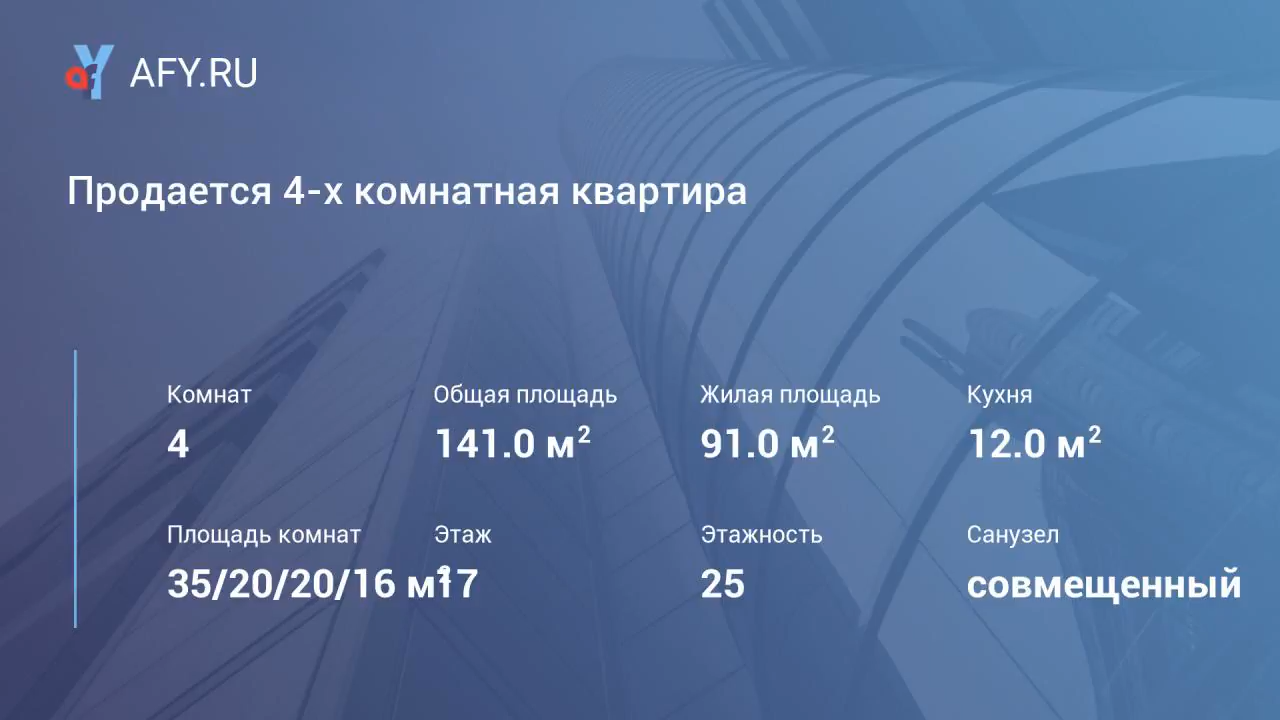 AFY.RU
Продается 4-х комнатная квартира
Комнат
4
Общая площадь
141.0 м²
Жилая площадь
91.0 м²
Кухня
12.0 м²
Площадь комнат
35/20/20/16 м²
Этаж
17
Этажность
25
Санузел
совмещенный